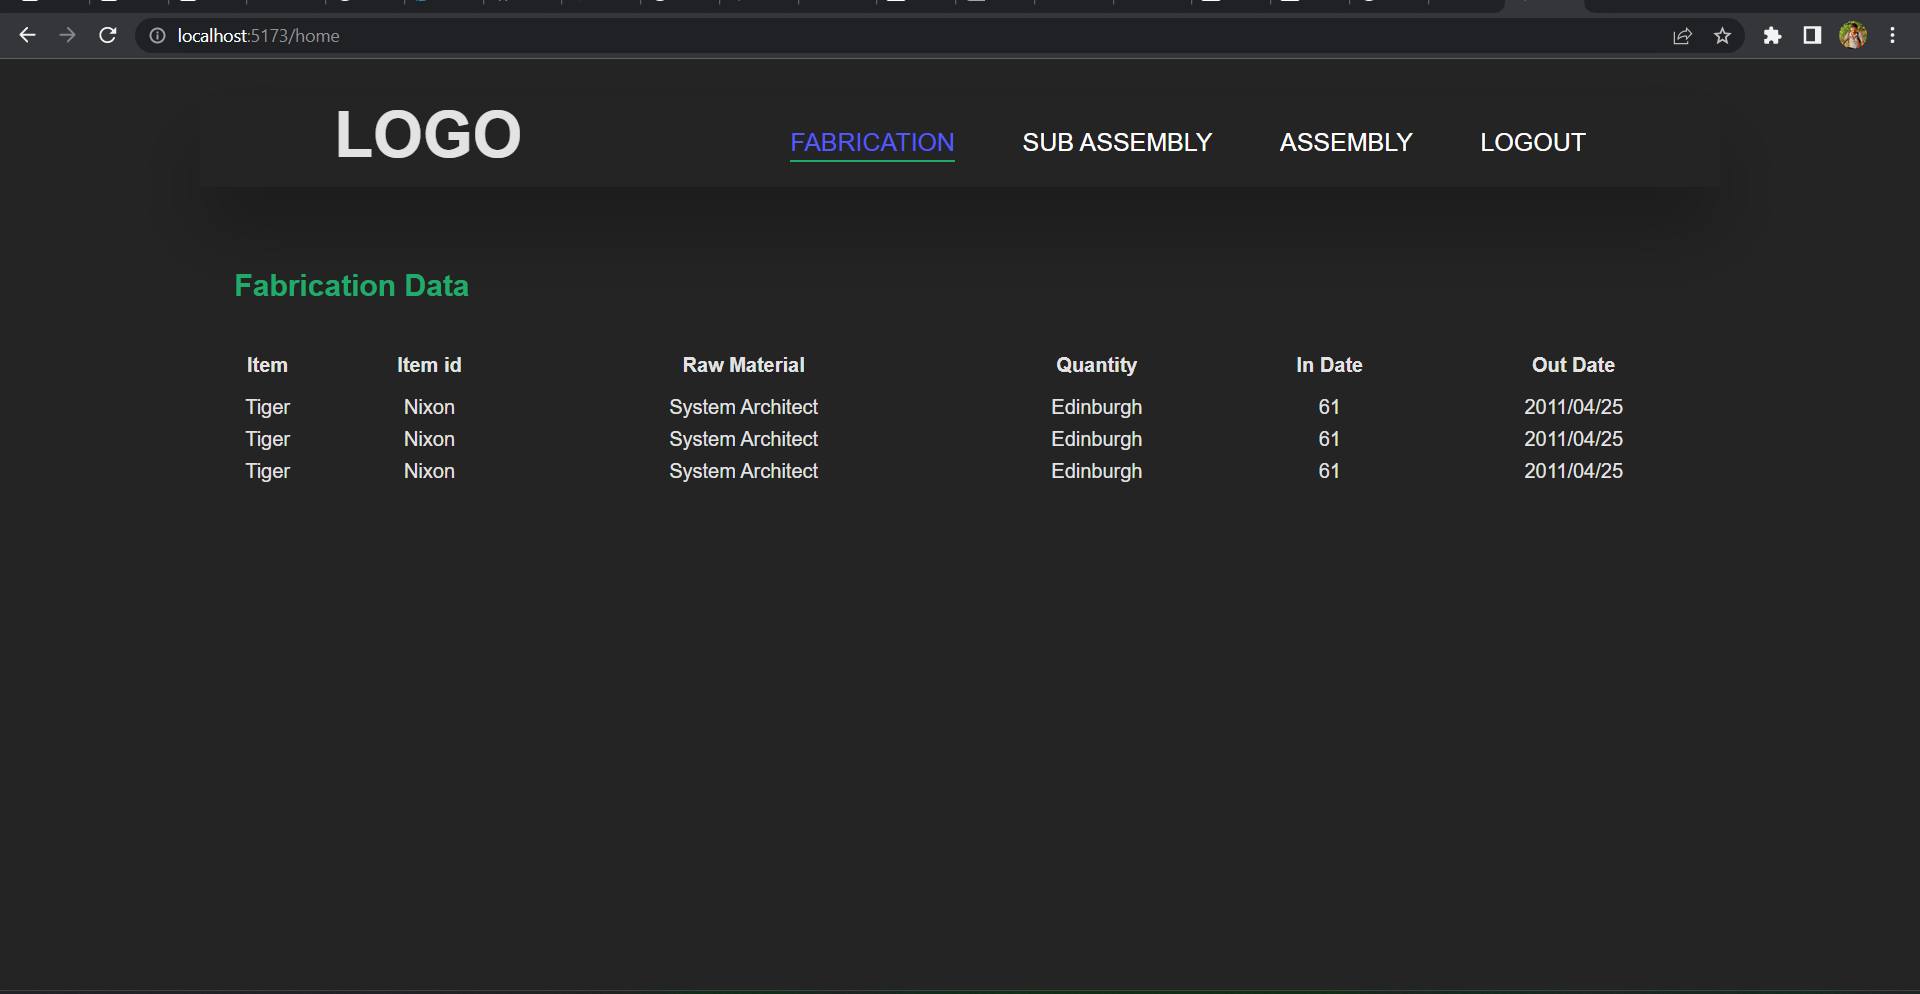 localhost:5173/home
LOGO FABRICATION SUB ASSEMBLY ASSEMBLY LOGOUT
Fabrication Data
Item Item id Raw Material Quantity In Date Out Date
Tiger Nixon System Architect Edinburgh 61 2011/04/25
Tiger Nixon System Architect Edinburgh 61 2011/04/25
Tiger Nixon System Architect Edinburgh 61 2011/04/25